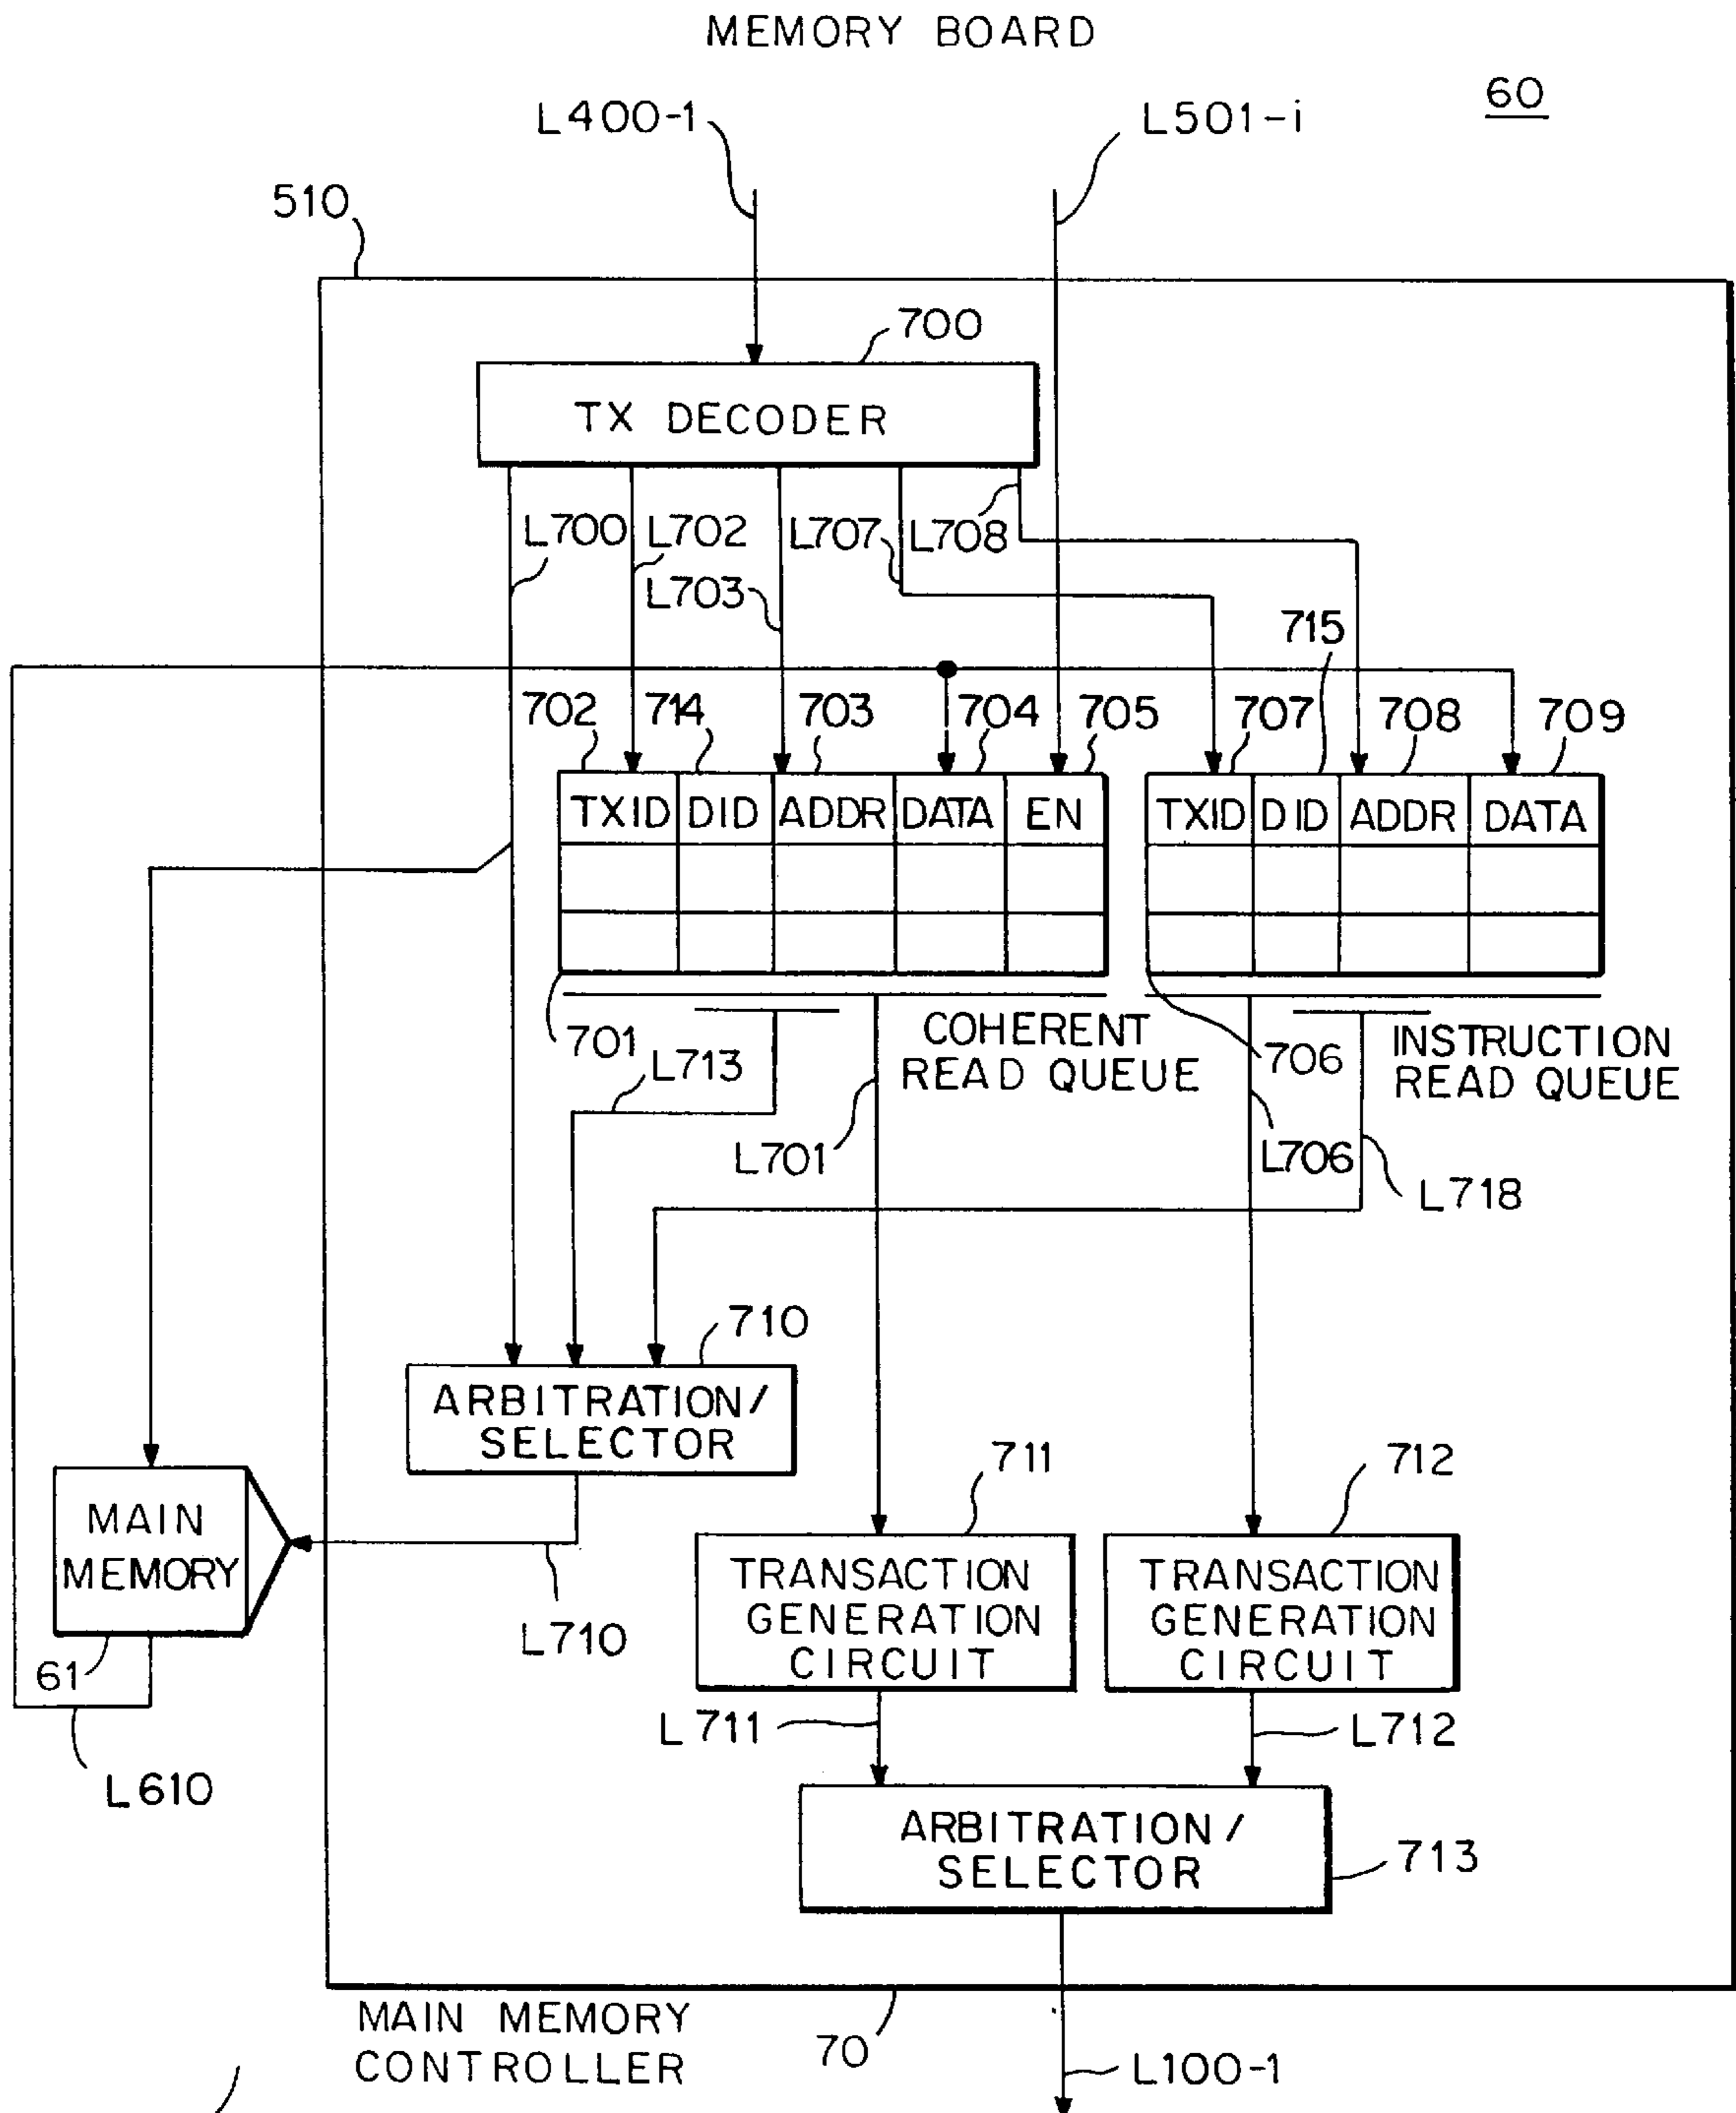 MEMORY BOARD
60
L400-1
L501-i
510
700
TX DECODER
L700
L702
L707
L708
L703
715
702
714
703
704
705
707
708
709
TXID DID ADDR DATA EN
TXID DID ADDR DATA
701
L713
COHERENT
READ QUEUE
706
INSTRUCTION
READ QUEUE
L701
L706
L718
710
ARBITRATION/
SELECTOR
711
712
MAIN
MEMORY
TRANSACTION
GENERATION
CIRCUIT
TRANSACTION
GENERATION
CIRCUIT
L710
61
L711
L712
L610
ARBITRATION/
SELECTOR
713
MAIN MEMORY
CONTROLLER
70
L100-1